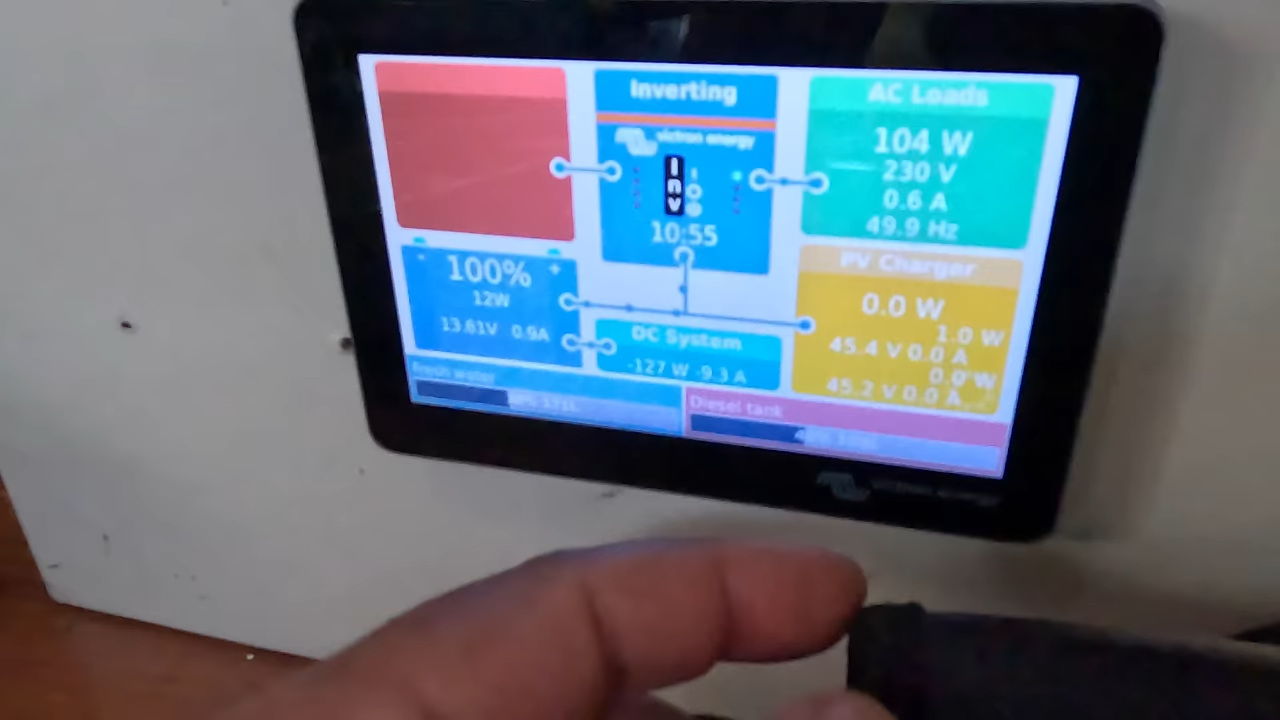 Inverting
victron energy
Inv
10:55
AC Loads
104 W
230 V
0.6 A
49.9 Hz
- +
100%
12W
13.61V 0.9A
DC System
-127 W -9.3 A
PV Charger
0.0 W
1.0 W
45.4 V 0.0 A
0.0 W
45.2 V 0.0 A
Fresh water
Diesel tank